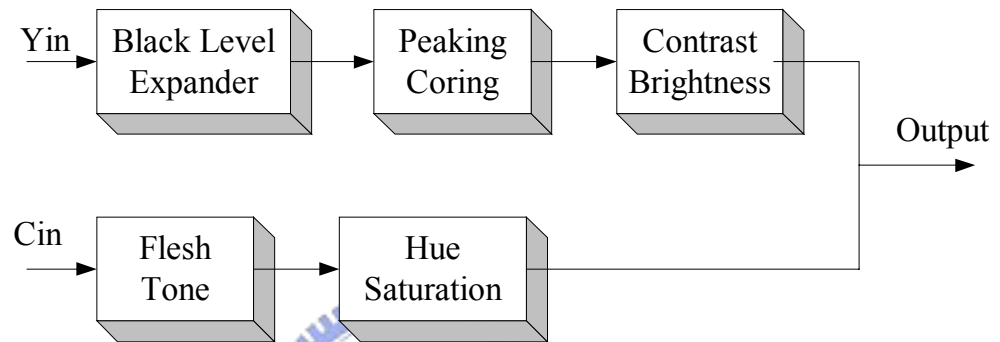 Yin
Black Level
Expander
Peaking
Coring
Contrast
Brightness
Output
Cin
Flesh
Tone
Hue
Saturation